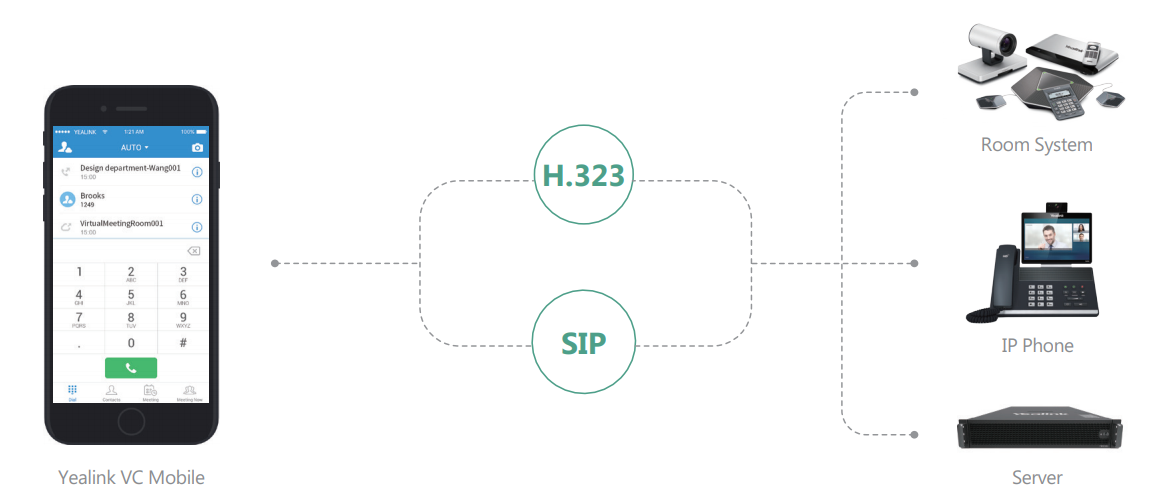 YEALINK 1:21 AM 100%
AUTO
Design department-Wang001
15:00
Brooks
1249
VirtualMeetingRoom001
15:00
1 2 3
ABC DEF
4 5 6
GHI JKL MNO
7 8 9
PQRS TUV WXYZ
. 0 #
Dial Contacts Meeting Meeting Now
Yealink VC Mobile
H.323
SIP
Yealink
Room System
IP Phone
Yealink
Server